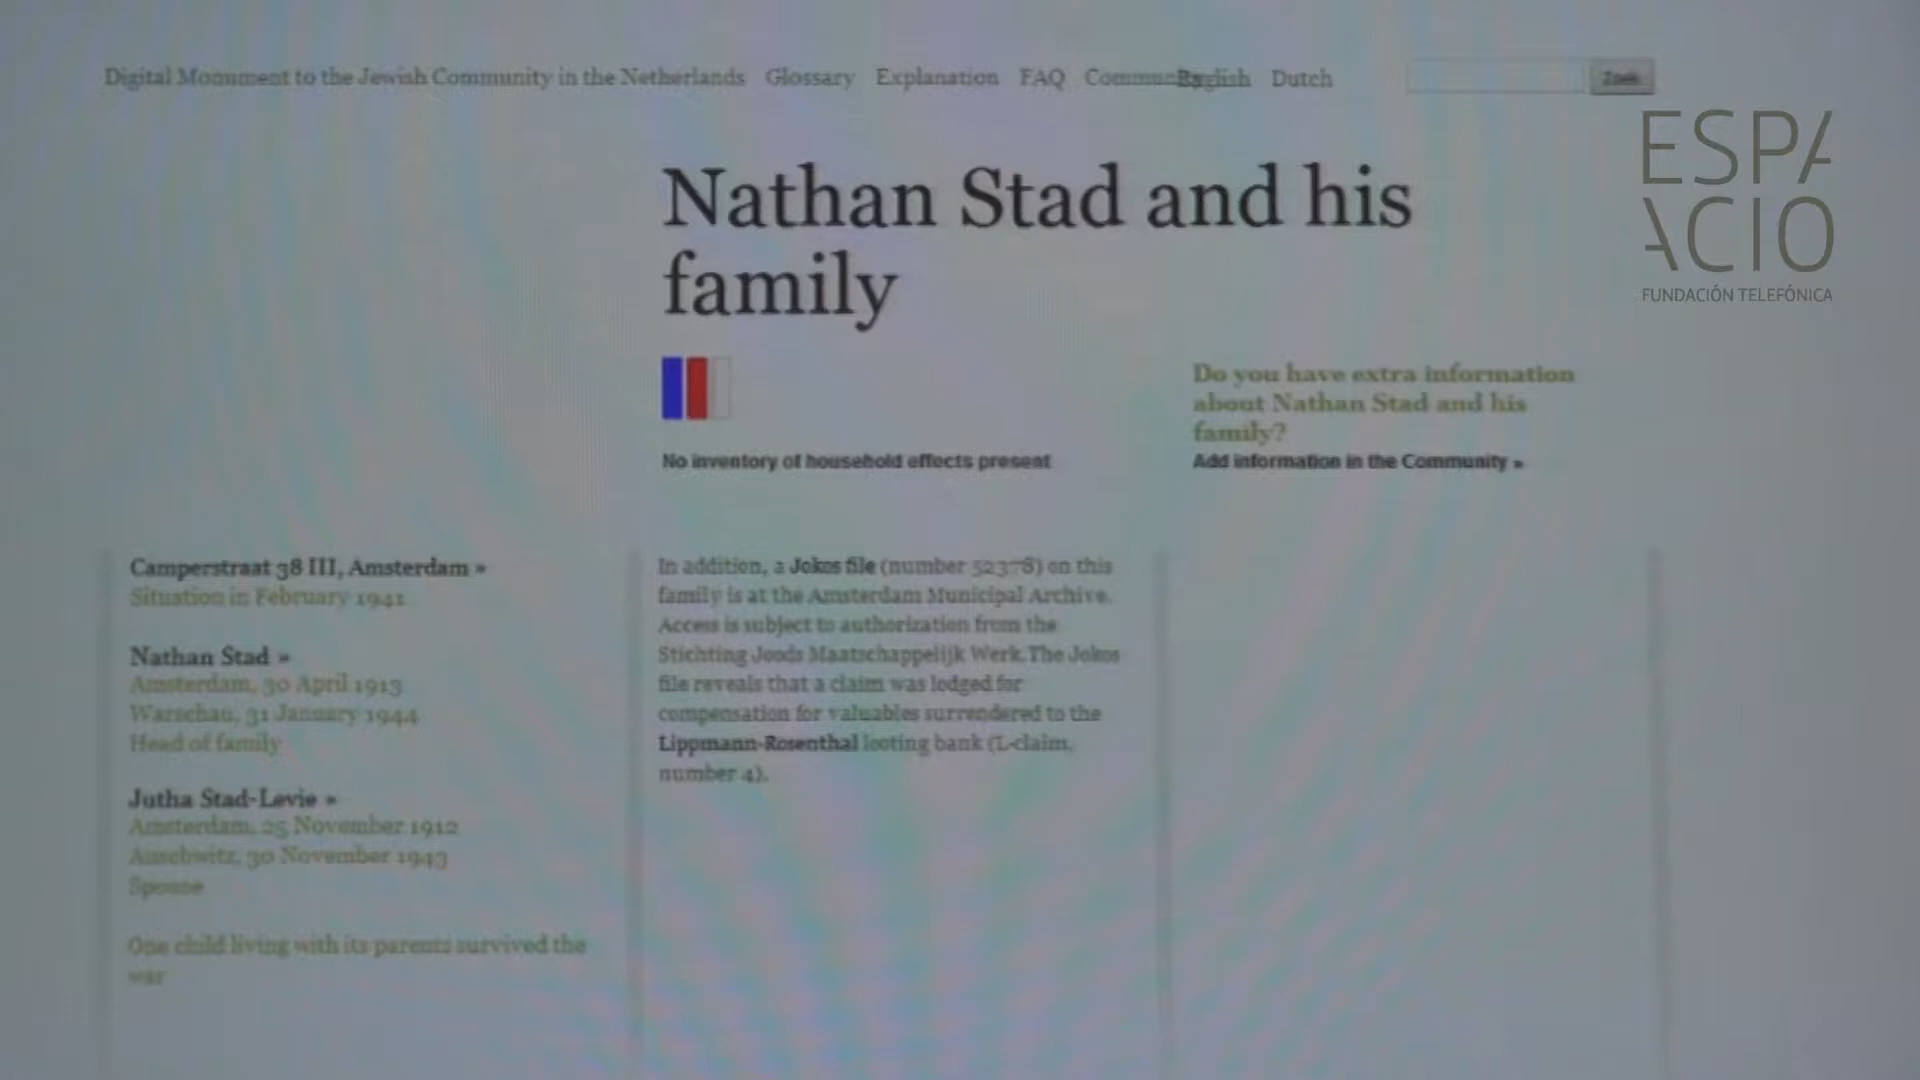 Digital Monument to the Jewish Community in the Netherlands Glossary Explanation FAQ English Dutch
Zoek
ESPA
ACIO
FUNDACIÓN TELEFÓNICA
Nathan Stad and his
family
No inventory of household effects present
Do you have extra information
about Nathan Stad and his
family?
Add information in the Community »
Camperstraat 38 III, Amsterdam »
Situation in February 1941
Nathan Stad »
Amsterdam, 30 April 1913
Warschau, 31 January 1944
Head of family
Jutha Stad-Levie »
Amsterdam, 25 November 1912
Auschwitz, 30 November 1943
Spouse
One child living with its parents survived the
war
In addition, a Jokos file (number 52378) on this
family is at the Amsterdam Municipal Archive.
Access is subject to authorization from the
Stichting Joods Maatschappelijk Werk. The Jokos
file reveals that a claim was lodged for
compensation for valuables surrendered to the
Lippmann-Rosenthal looting bank (L-claim,
number 4).